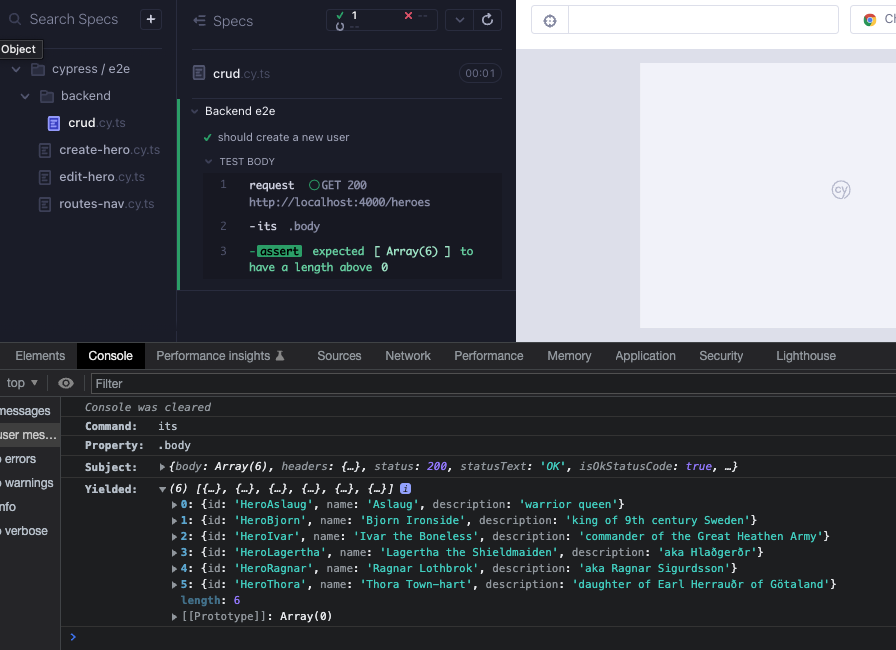 Search Specs
+
Object
cypress / e2e
backend
crud.cy.ts
create-hero.cy.ts
edit-hero.cy.ts
routes-nav.cy.ts
Specs
1
--
--
crud.cy.ts
00:01
Backend e2e
should create a new user
TEST BODY
1 request GET 200
http://localhost:4000/heroes
2 -its .body
3 -assert expected [ Array(6) ] to
have a length above 0
Ch
cy
Elements Console Performance insights Sources Network Performance Memory Application Security Lighthouse
top
Filter
messages
user mes...
errors
warnings
nfo
verbose
Console was cleared
Command: its
Property: .body
Subject: {body: Array(6), headers: {…}, status: 200, statusText: 'OK', isOkStatusCode: true, …}
Yielded: (6) [{…}, {…}, {…}, {…}, {…}, {…}] i
0: {id: 'HeroAslaug', name: 'Aslaug', description: 'warrior queen'}
1: {id: 'HeroBjorn', name: 'Bjorn Ironside', description: 'king of 9th century Sweden'}
2: {id: 'HeroIvar', name: 'Ivar the Boneless', description: 'commander of the Great Heathen Army'}
3: {id: 'HeroLagertha', name: 'Lagertha the Shieldmaiden', description: 'aka Hlaðgerðr'}
4: {id: 'HeroRagnar', name: 'Ragnar Lothbrok', description: 'aka Ragnar Sigurdsson'}
5: {id: 'HeroThora', name: 'Thora Town-hart', description: 'daughter of Earl Herrauðr of Götaland'}
length: 6
[[Prototype]]: Array(0)